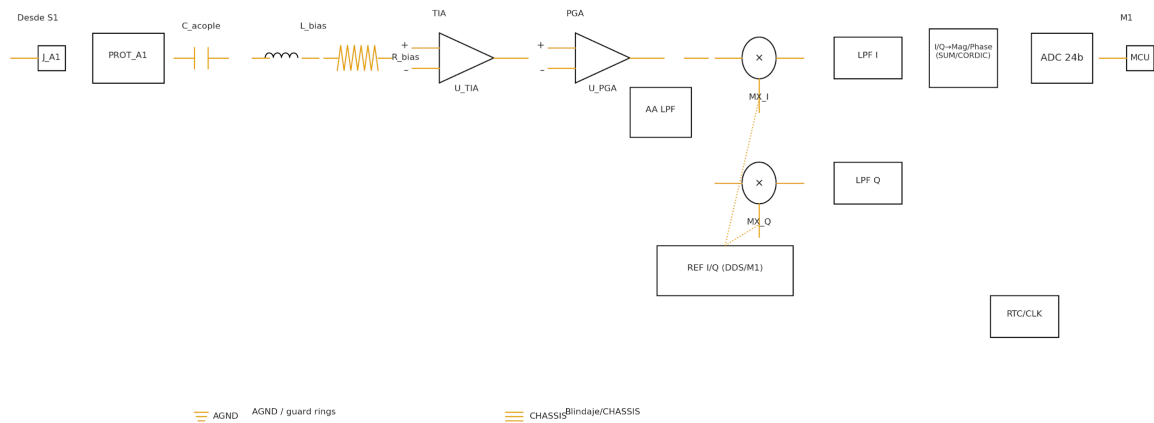 Desde S1
C_acople
L_bias
TIA
PGA
M1
J_A1
PROT_A1
R_bias
+
–
U_TIA
+
–
U_PGA
AA LPF
×
MX_I
LPF I
I/Q→Mag/Phase
(SUM/CORDIC)
ADC 24b
MCU
×
MX_Q
LPF Q
REF I/Q (DDS/M1)
RTC/CLK
AGND
AGND / guard rings
CHASSIS
Blindaje/CHASSIS